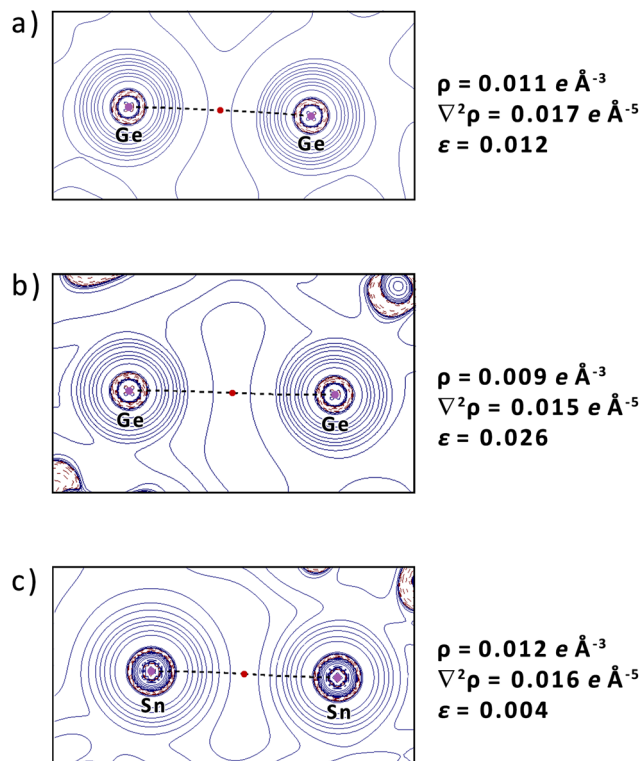 a)
Ge Ge
ρ = 0.011 e Å⁻³
∇²ρ = 0.017 e Å⁻⁵
ε = 0.012
b)
Ge Ge
ρ = 0.009 e Å⁻³
∇²ρ = 0.015 e Å⁻⁵
ε = 0.026
c)
Sn Sn
ρ = 0.012 e Å⁻³
∇²ρ = 0.016 e Å⁻⁵
ε = 0.004